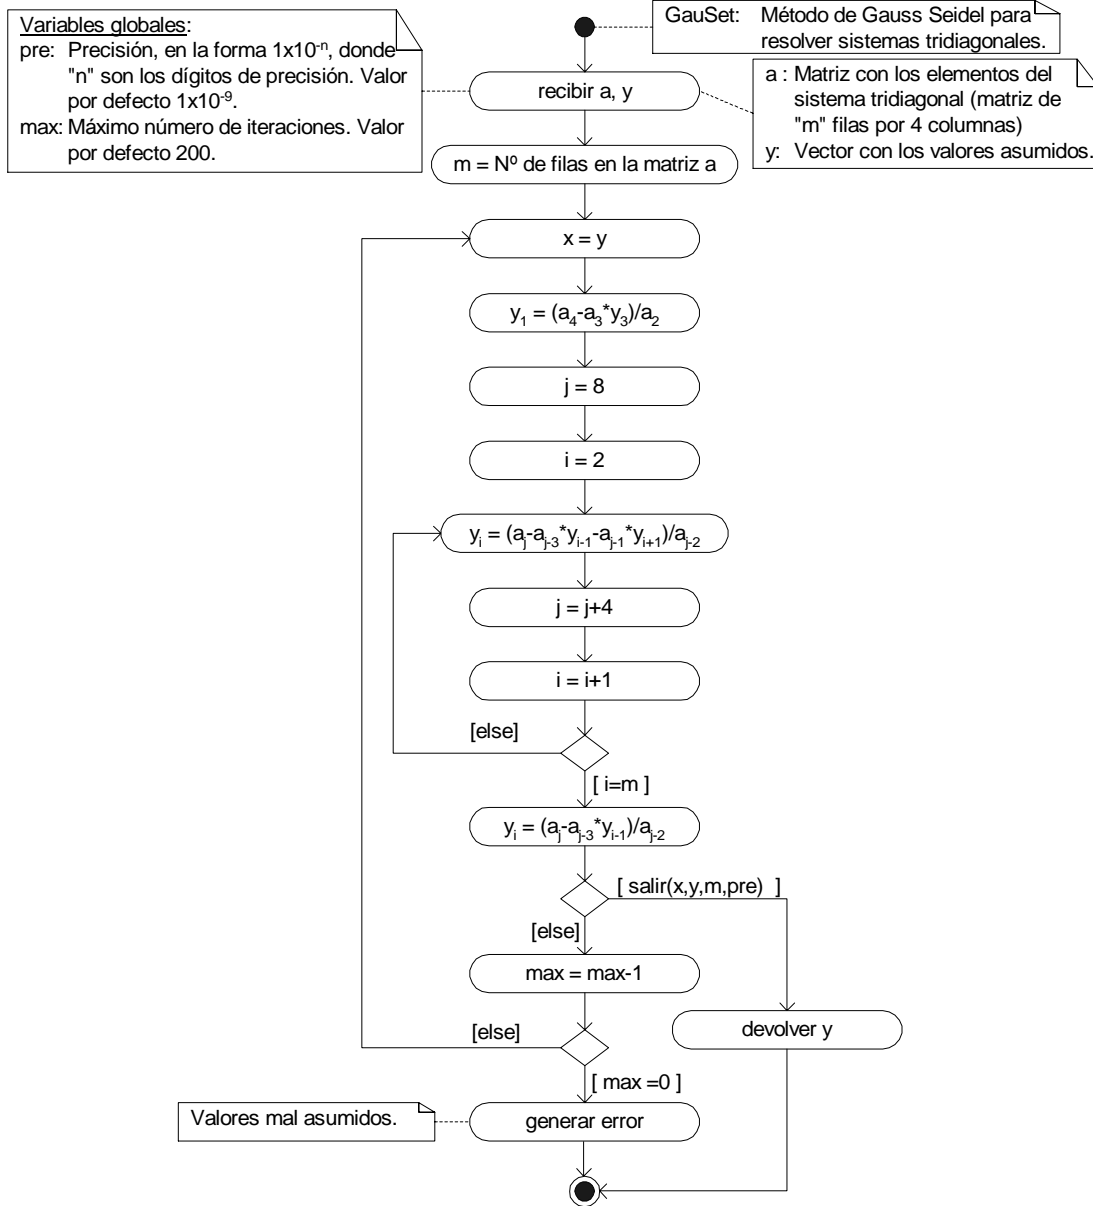 Variables globales:
pre: Precisión, en la forma 1x10⁻ⁿ, donde
"n" son los dígitos de precisión. Valor
por defecto 1x10⁻⁹.
max: Máximo número de iteraciones. Valor
por defecto 200.
GauSet: Método de Gauss Seidel para
resolver sistemas tridiagonales.
recibir a, y
a : Matriz con los elementos del
sistema tridiagonal (matriz de
"m" filas por 4 columnas)
y: Vector con los valores asumidos.
m = Nº de filas en la matriz a
x = y
y₁ = (a₄-a₃*y₃)/a₂
j = 8
i = 2
yᵢ = (aⱼ-aⱼ₋₃*yᵢ₋₁-aⱼ₋₁*yᵢ₊₁)/aⱼ₋₂
j = j+4
i = i+1
[else]
[ i=m ]
yᵢ = (aⱼ-aⱼ₋₃*yᵢ₋₁)/aⱼ₋₂
[ salir(x,y,m,pre) ]
[else]
max = max-1
devolver y
[else]
[ max =0 ]
Valores mal asumidos.
generar error